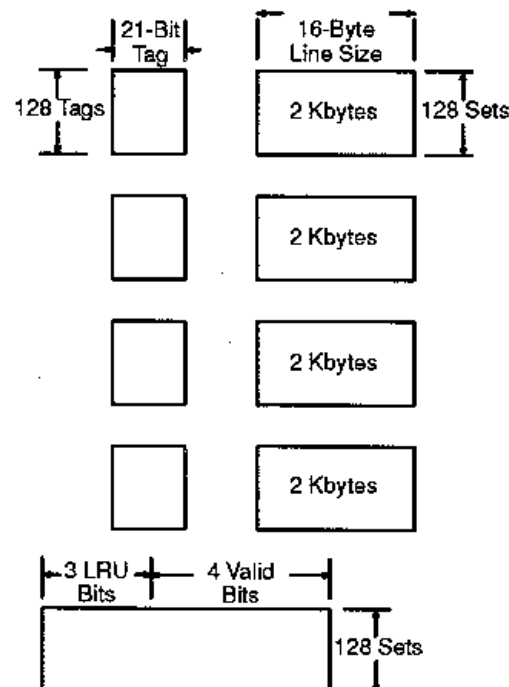 21-Bit
Tag
16-Byte
Line Size
128 Tags
2 Kbytes
128 Sets
2 Kbytes
2 Kbytes
2 Kbytes
3 LRU
Bits
4 Valid
Bits
128 Sets